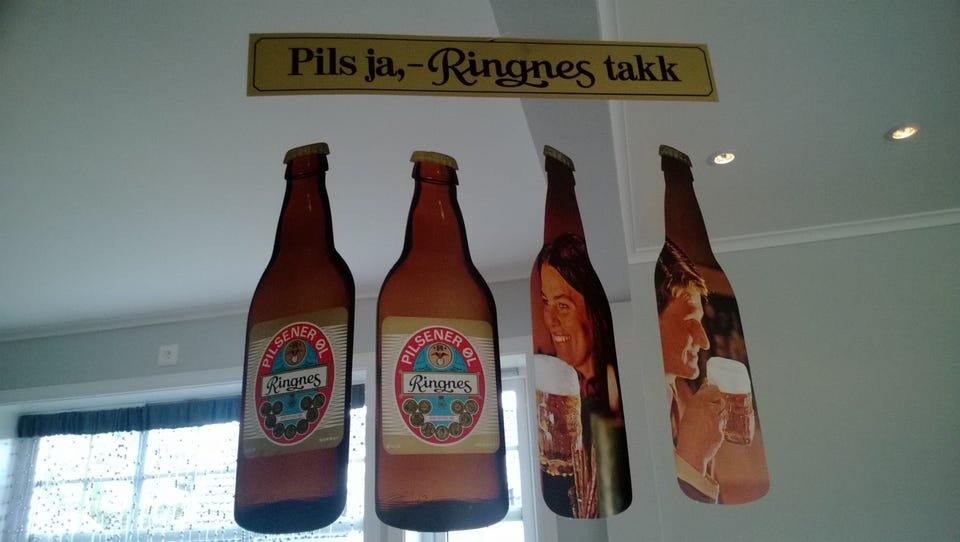 Pils ja,-Ringnes takk
PILSENER ØL
Ringnes
PILSENER ØL
Ringnes